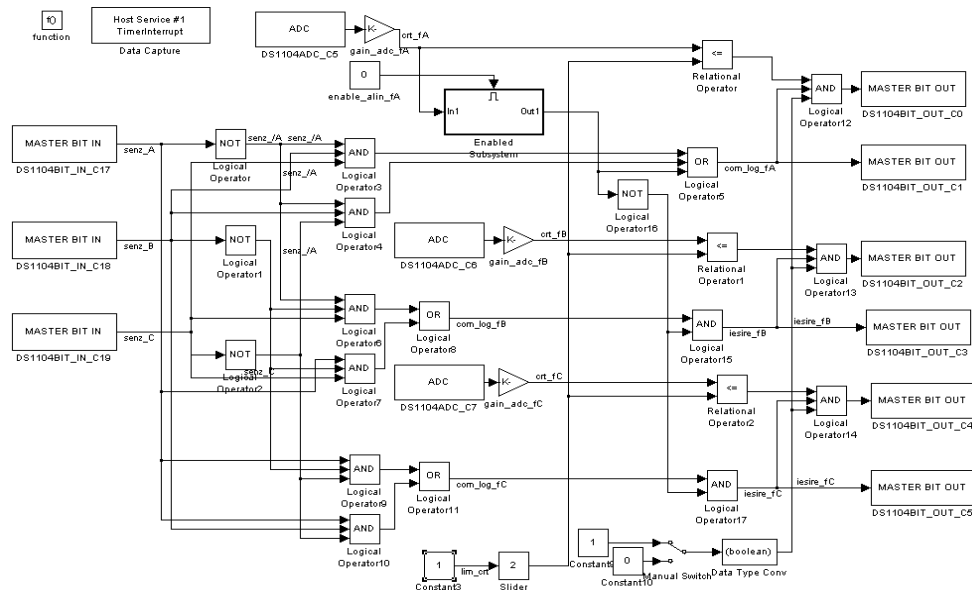 f()
function
Host Service #1
TimerInterrupt
Data Capture
ADC
DS1104ADC_C5
K-
gain_adc_fA
crt_fA
0
enable_alin_fA
In1
Out1
Enabled
Subsystem
<=
Relational
Operator
AND
Logical
Operator12
MASTER BIT OUT
DS1104BIT_OUT_C0
MASTER BIT IN
DS1104BIT_IN_C17
senz_A
NOT
Logical
Operator
senz_/A
senz_/A
senz_/A
AND
Logical
Operator3
OR
Logical
Operator5
com_log_fA
MASTER BIT OUT
DS1104BIT_OUT_C1
NOT
Logical
Operator16
MASTER BIT IN
DS1104BIT_IN_C18
senz_B
NOT
Logical
Operator1
senz_/A
AND
Logical
Operator4
ADC
DS1104ADC_C6
K-
gain_adc_fB
crt_fB
<=
Relational
Operator1
AND
Logical
Operator13
MASTER BIT OUT
DS1104BIT_OUT_C2
MASTER BIT IN
DS1104BIT_IN_C19
senz_C
NOT
Logical
Operator2
senz_C
AND
Logical
Operator6
OR
Logical
Operator8
com_log_fB
AND
Logical
Operator15
iesire_fB
iesire_fB
MASTER BIT OUT
DS1104BIT_OUT_C3
AND
Logical
Operator7
ADC
DS1104ADC_C7
K-
gain_adc_fC
crt_fC
<=
Relational
Operator2
AND
Logical
Operator14
MASTER BIT OUT
DS1104BIT_OUT_C4
AND
Logical
Operator9
OR
Logical
Operator11
com_log_fC
AND
Logical
Operator17
iesire_fC
iesire_fC
MASTER BIT OUT
DS1104BIT_OUT_C5
AND
Logical
Operator10
1
Constant3
lim_crt
2
Slider
1
0
Constant10
Manual Switch
(boolean)
Data Type Conv